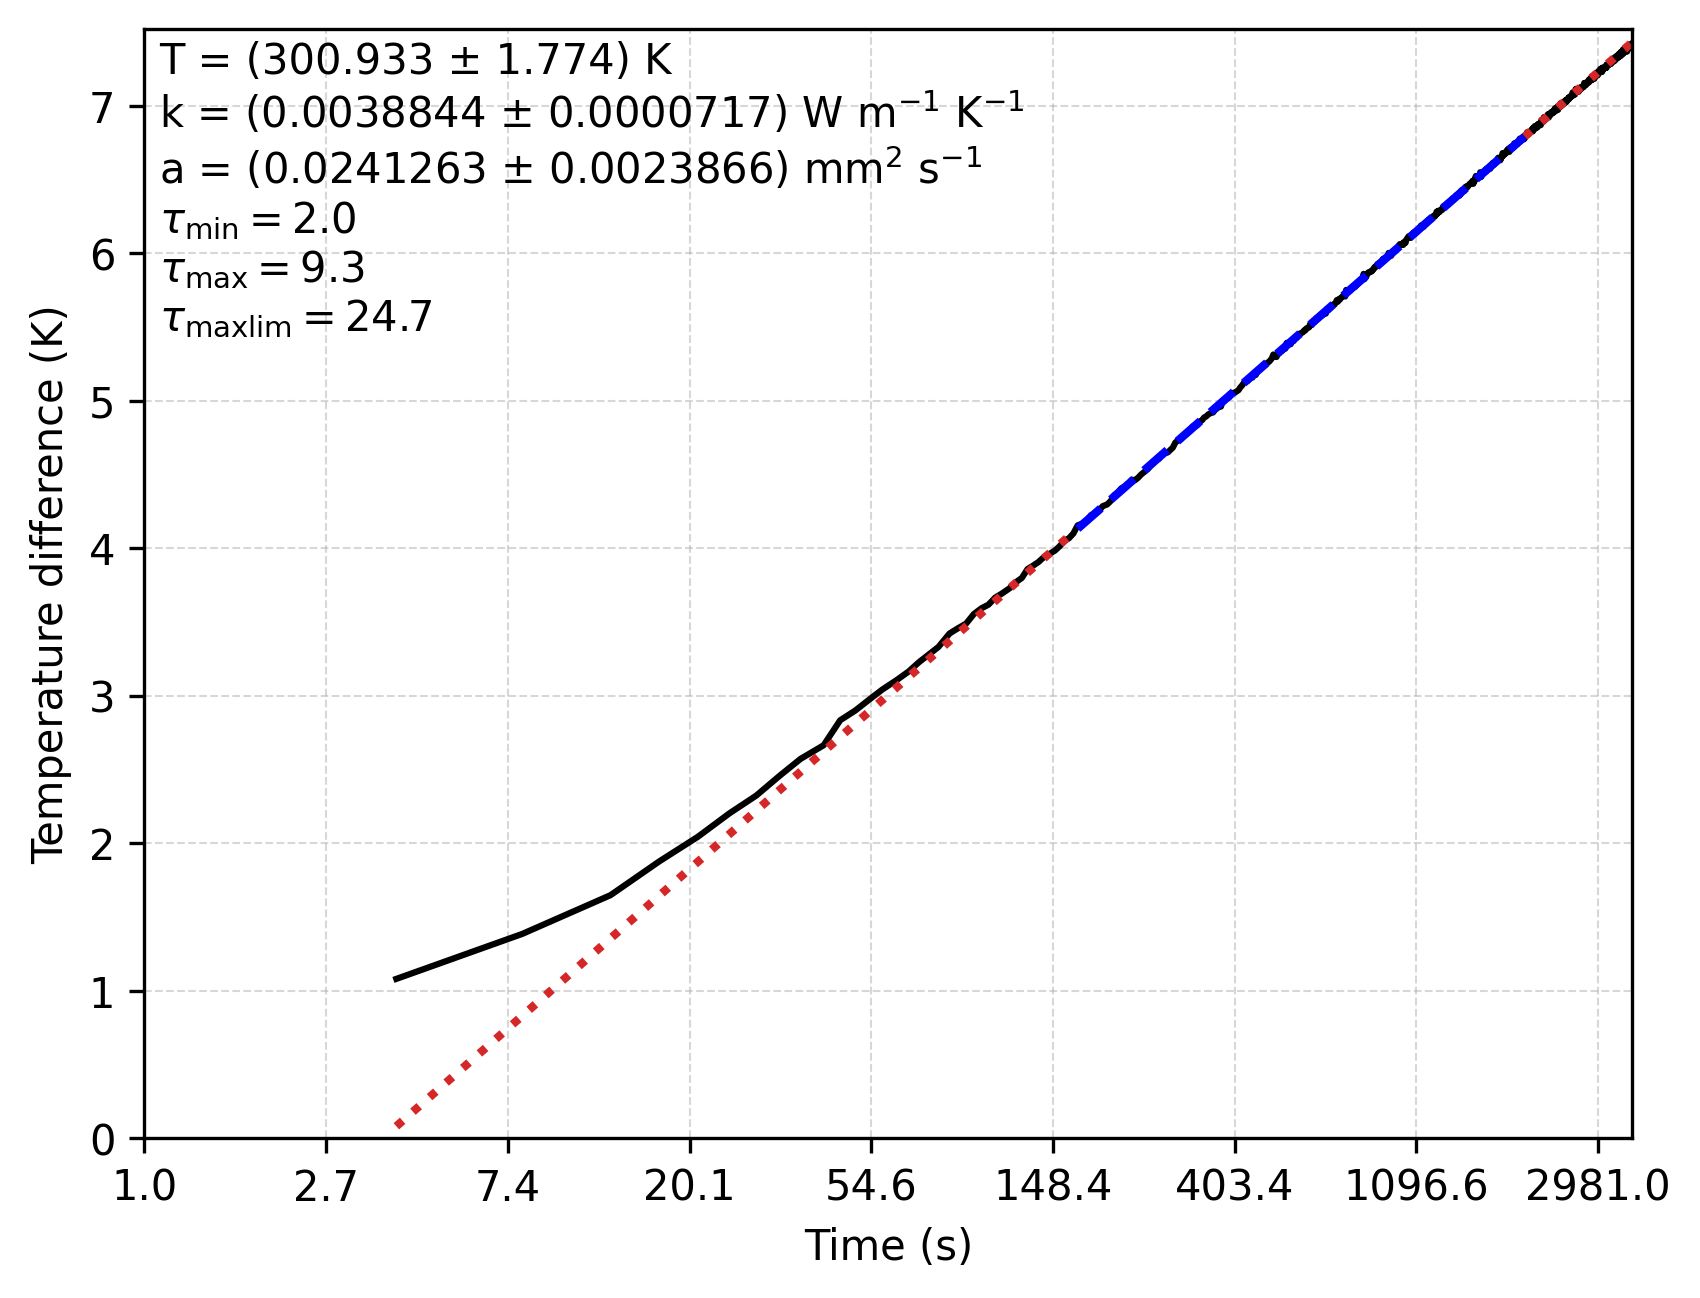 T = (300.933 ± 1.774) K
k = (0.0038844 ± 0.0000717) W m⁻¹ K⁻¹
a = (0.0241263 ± 0.0023866) mm² s⁻¹
τmin = 2.0
τmax = 9.3
τmaxlim = 24.7
Temperature difference (K)
7
6
5
4
3
2
1
0
1.0 2.7 7.4 20.1 54.6 148.4 403.4 1096.6 2981.0
Time (s)